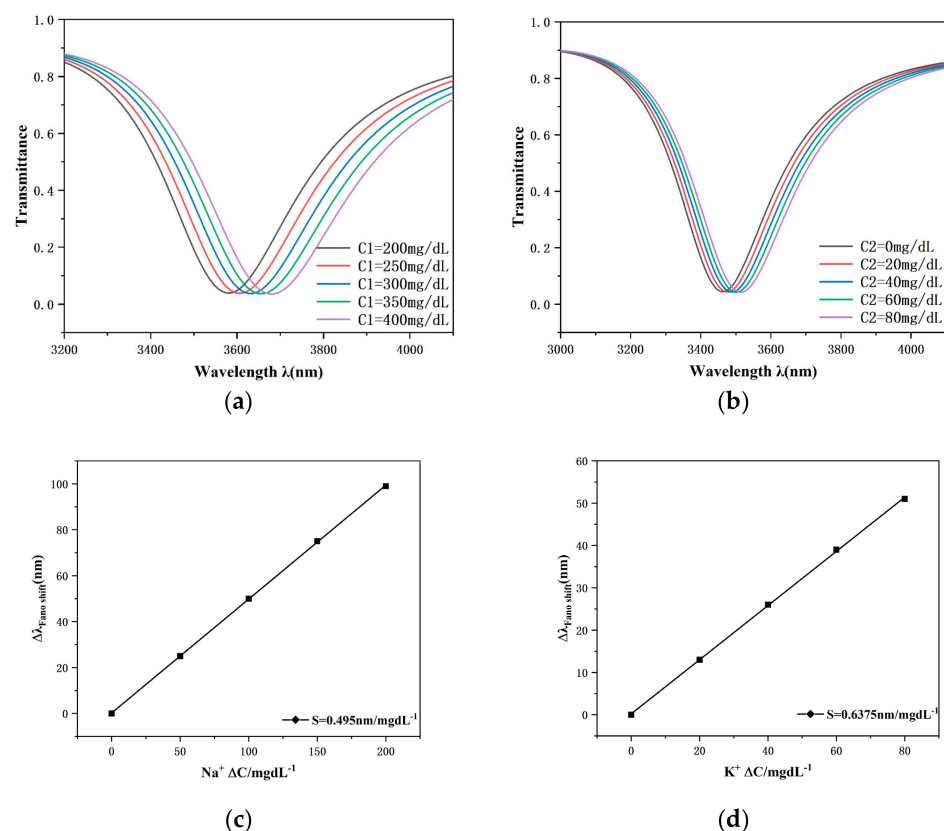 1.0
0.8
0.6
0.4
0.2
0.0
Transmittance
3200 3400 3600 3800 4000
Wavelength λ(nm)
C1=200mg/dL
C1=250mg/dL
C1=300mg/dL
C1=350mg/dL
C1=400mg/dL
(a)
1.0
0.8
0.6
0.4
0.2
0.0
Transmittance
3000 3200 3400 3600 3800 4000
Wavelength λ(nm)
C2=0mg/dL
C2=20mg/dL
C2=40mg/dL
C2=60mg/dL
C2=80mg/dL
(b)
100
80
60
40
20
0
Δλ Fano shift(nm)
0 50 100 150 200
Na⁺ ΔC/mgdL⁻¹
S=0.495nm/mgdL⁻¹
(c)
60
50
40
30
20
10
0
Δλ Fano shift(nm)
0 20 40 60 80
K⁺ ΔC/mgdL⁻¹
S=0.6375nm/mgdL⁻¹
(d)